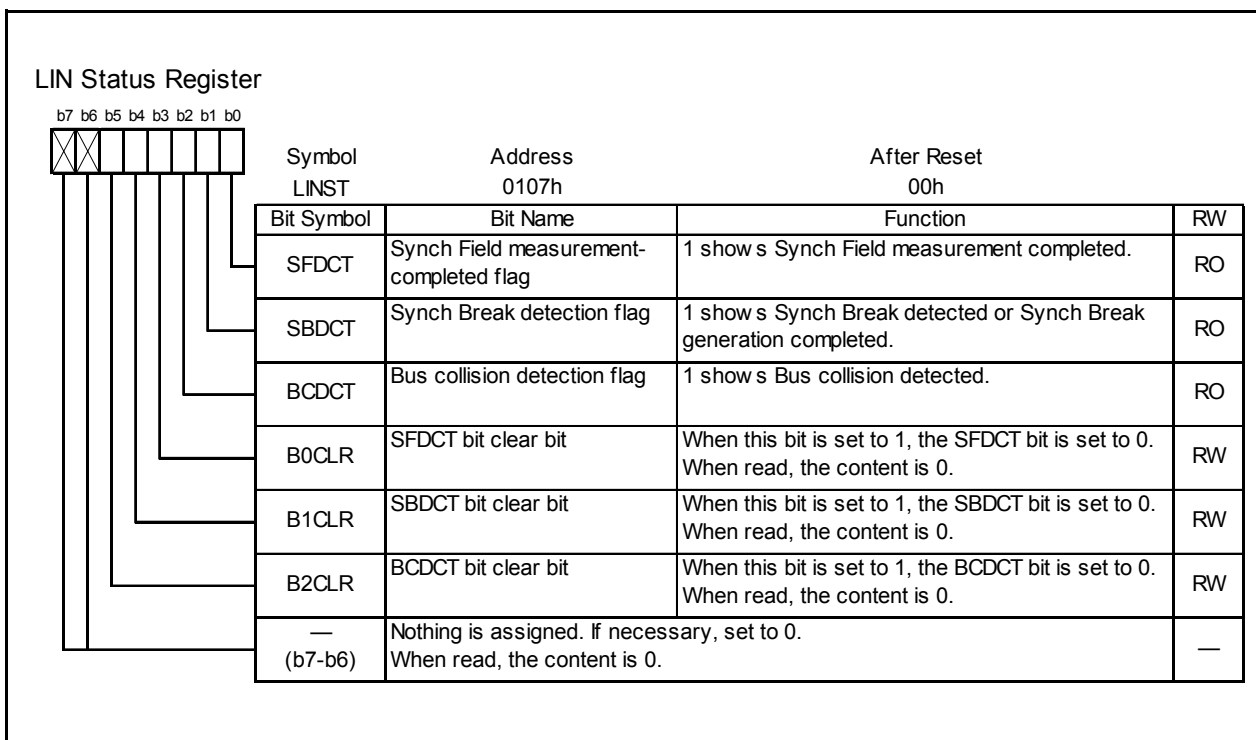 LIN Status Register
b7 b6 b5 b4 b3 b2 b1 b0
Symbol Address After Reset
LINST 0107h 00h
Bit Symbol Bit Name Function RW
SFDCT Synch Field measurement-completed flag 1 shows Synch Field measurement completed. RO
SBDCT Synch Break detection flag 1 shows Synch Break detected or Synch Break generation completed. RO
BCDCT Bus collision detection flag 1 shows Bus collision detected. RO
B0CLR SFDCT bit clear bit When this bit is set to 1, the SFDCT bit is set to 0. When read, the content is 0. RW
B1CLR SBDCT bit clear bit When this bit is set to 1, the SBDCT bit is set to 0. When read, the content is 0. RW
B2CLR BCDCT bit clear bit When this bit is set to 1, the BCDCT bit is set to 0. When read, the content is 0. RW
— (b7-b6) Nothing is assigned. If necessary, set to 0. When read, the content is 0. —